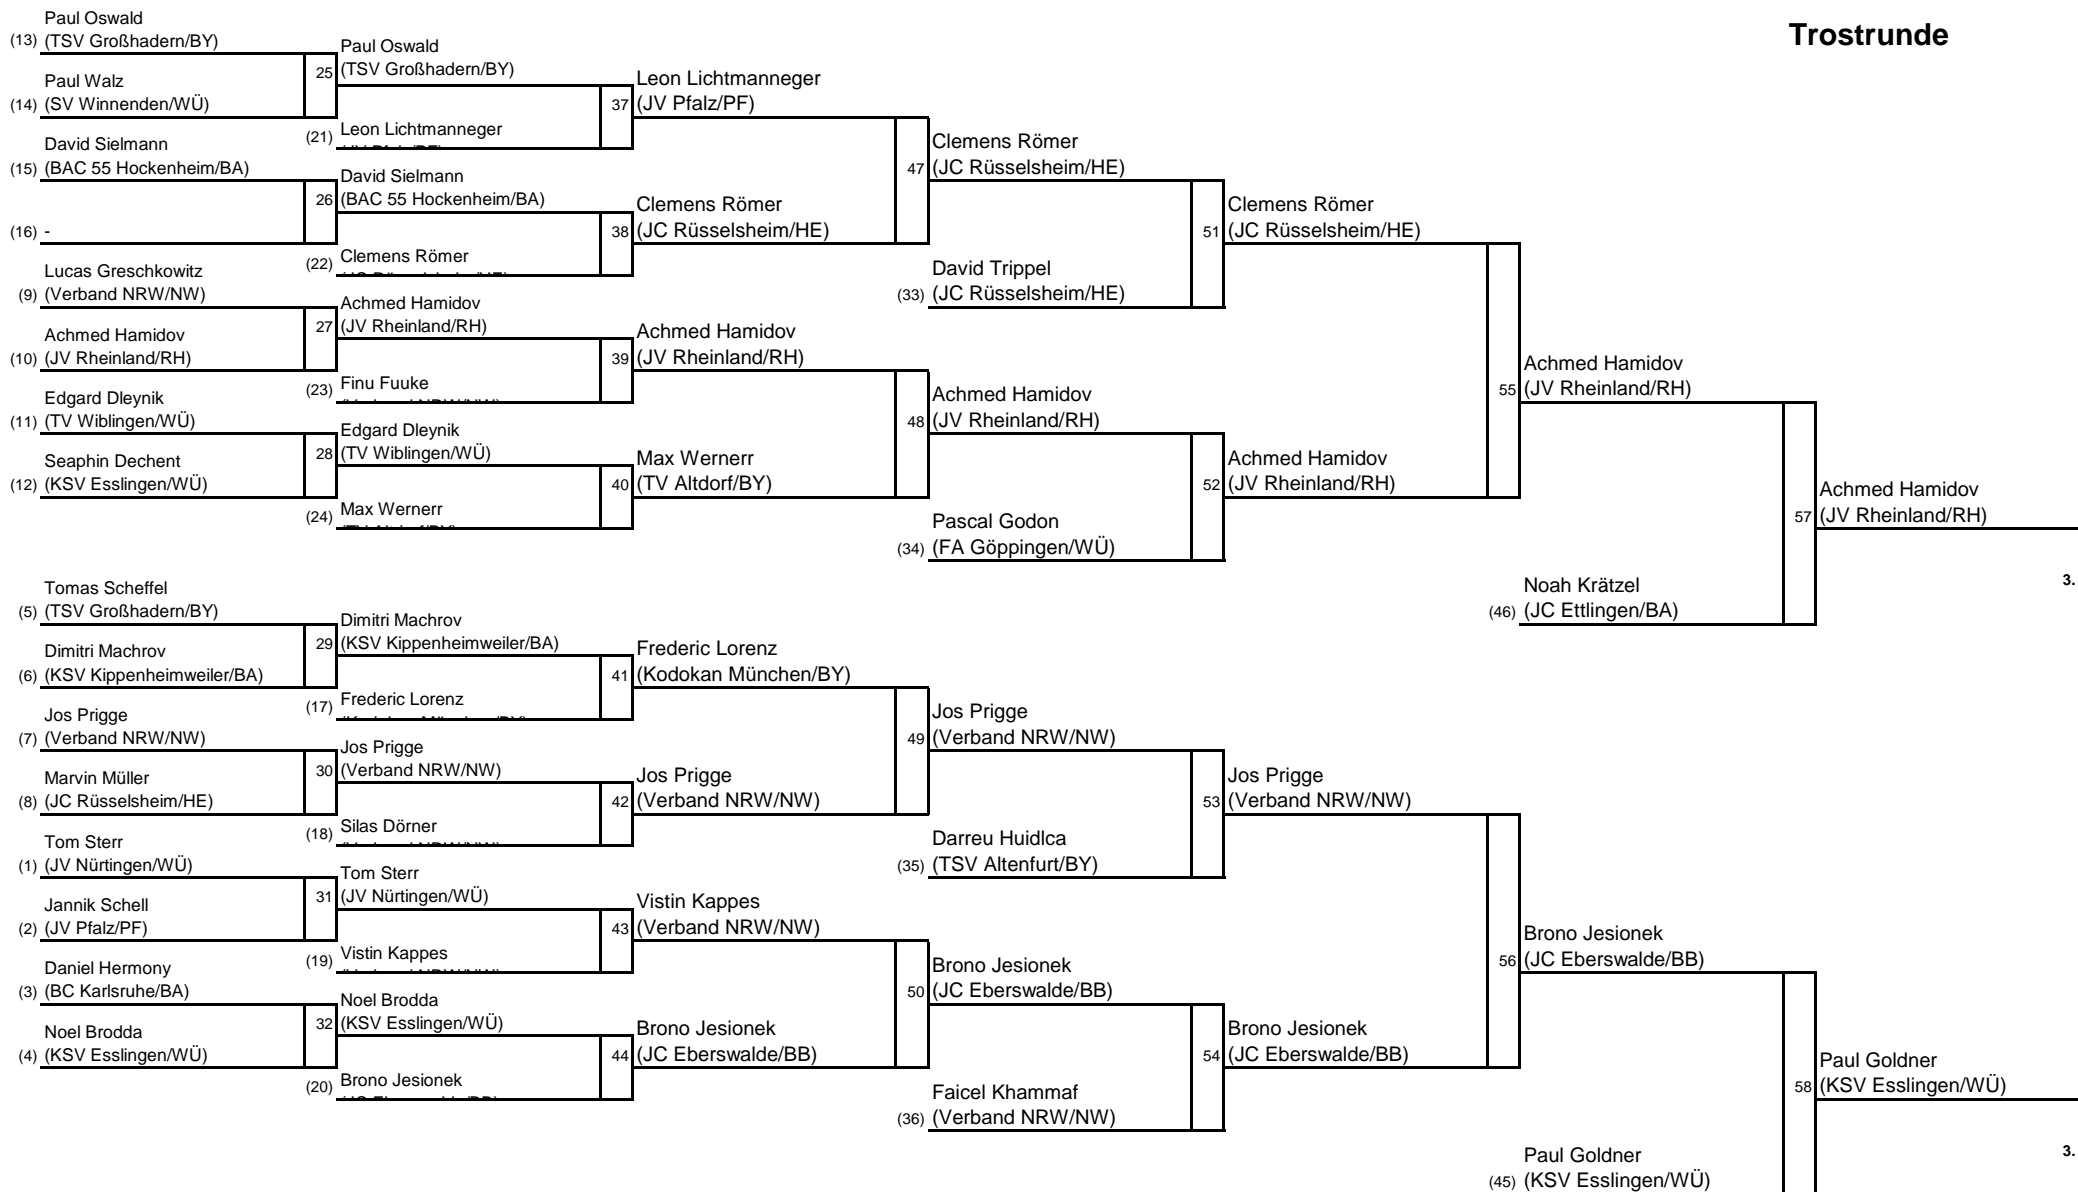 Trostrunde
Paul Oswald
(13) (TSV Großhadern/BY)
Paul Walz
(14) (SV Winnenden/WÜ)
David Sielmann
(15) (BAC 55 Hockenheim/BA)
(16) -
Lucas Greschkowitz
(9) (Verband NRW/NW)
Achmed Hamidov
(10) (JV Rheinland/RH)
Edgard Dleynik
(11) (TV Wiblingen/WÜ)
Seaphin Dechent
(12) (KSV Esslingen/WÜ)
Tomas Scheffel
(5) (TSV Großhadern/BY)
Dimitri Machrov
(6) (KSV Kippenheimweiler/BA)
Jos Prigge
(7) (Verband NRW/NW)
Marvin Müller
(8) (JC Rüsselsheim/HE)
Tom Sterr
(1) (JV Nürtingen/WÜ)
Jannik Schell
(2) (JV Pfalz/PF)
Daniel Hermony
(3) (BC Karlsruhe/BA)
Noel Brodda
(4) (KSV Esslingen/WÜ)
Paul Oswald
25 (TSV Großhadern/BY)
(21) Leon Lichtmanneger
David Sielmann
26 (BAC 55 Hockenheim/BA)
(22) Clemens Römer
Achmed Hamidov
27 (JV Rheinland/RH)
(23) Finu Fuuke
Edgard Dleynik
28 (TV Wiblingen/WÜ)
(24) Max Wernerr
Dimitri Machrov
29 (KSV Kippenheimweiler/BA)
(17) Frederic Lorenz
Jos Prigge
30 (Verband NRW/NW)
(18) Silas Dörner
Tom Sterr
31 (JV Nürtingen/WÜ)
(19) Vistin Kappes
Noel Brodda
32 (KSV Esslingen/WÜ)
(20) Brono Jesionek
Leon Lichtmanneger
37 (JV Pfalz/PF)
Clemens Römer
38 (JC Rüsselsheim/HE)
Achmed Hamidov
39 (JV Rheinland/RH)
Max Wernerr
40 (TV Altdorf/BY)
Frederic Lorenz
41 (Kodokan München/BY)
Jos Prigge
42 (Verband NRW/NW)
Vistin Kappes
43 (Verband NRW/NW)
Brono Jesionek
44 (JC Eberswalde/BB)
Clemens Römer
47 (JC Rüsselsheim/HE)
David Trippel
(33) (JC Rüsselsheim/HE)
Achmed Hamidov
48 (JV Rheinland/RH)
Pascal Godon
(34) (FA Göppingen/WÜ)
Jos Prigge
49 (Verband NRW/NW)
Darreu Huidlca
(35) (TSV Altenfurt/BY)
Brono Jesionek
50 (JC Eberswalde/BB)
Faicel Khammaf
(36) (Verband NRW/NW)
Clemens Römer
51 (JC Rüsselsheim/HE)
Achmed Hamidov
52 (JV Rheinland/RH)
Jos Prigge
53 (Verband NRW/NW)
Brono Jesionek
54 (JC Eberswalde/BB)
Achmed Hamidov
55 (JV Rheinland/RH)
Noah Krätzel
(46) (JC Ettlingen/BA)
Brono Jesionek
56 (JC Eberswalde/BB)
Paul Goldner
(45) (KSV Esslingen/WÜ)
Achmed Hamidov
57 (JV Rheinland/RH)
3.
Paul Goldner
58 (KSV Esslingen/WÜ)
3.